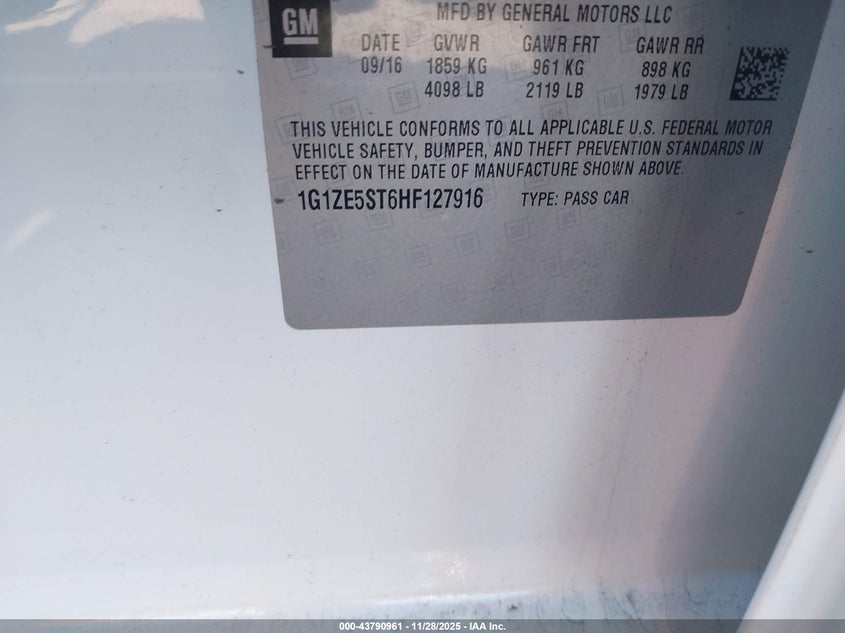 MFD BY GENERAL MOTORS LLC
GM
DATE GVWR GAWR FRT GAWR RR
09/16 1859 KG 961 KG 898 KG
4098 LB 2119 LB 1979 LB
THIS VEHICLE CONFORMS TO ALL APPLICABLE U.S. FEDERAL MOTOR
VEHICLE SAFETY, BUMPER, AND THEFT PREVENTION STANDARDS IN
EFFECT ON THE DATE OF MANUFACTURE SHOWN ABOVE.
1G1ZE5ST6HF127916 TYPE: PASS CAR
000-43790961 - 11/28/2025 - IAA Inc.